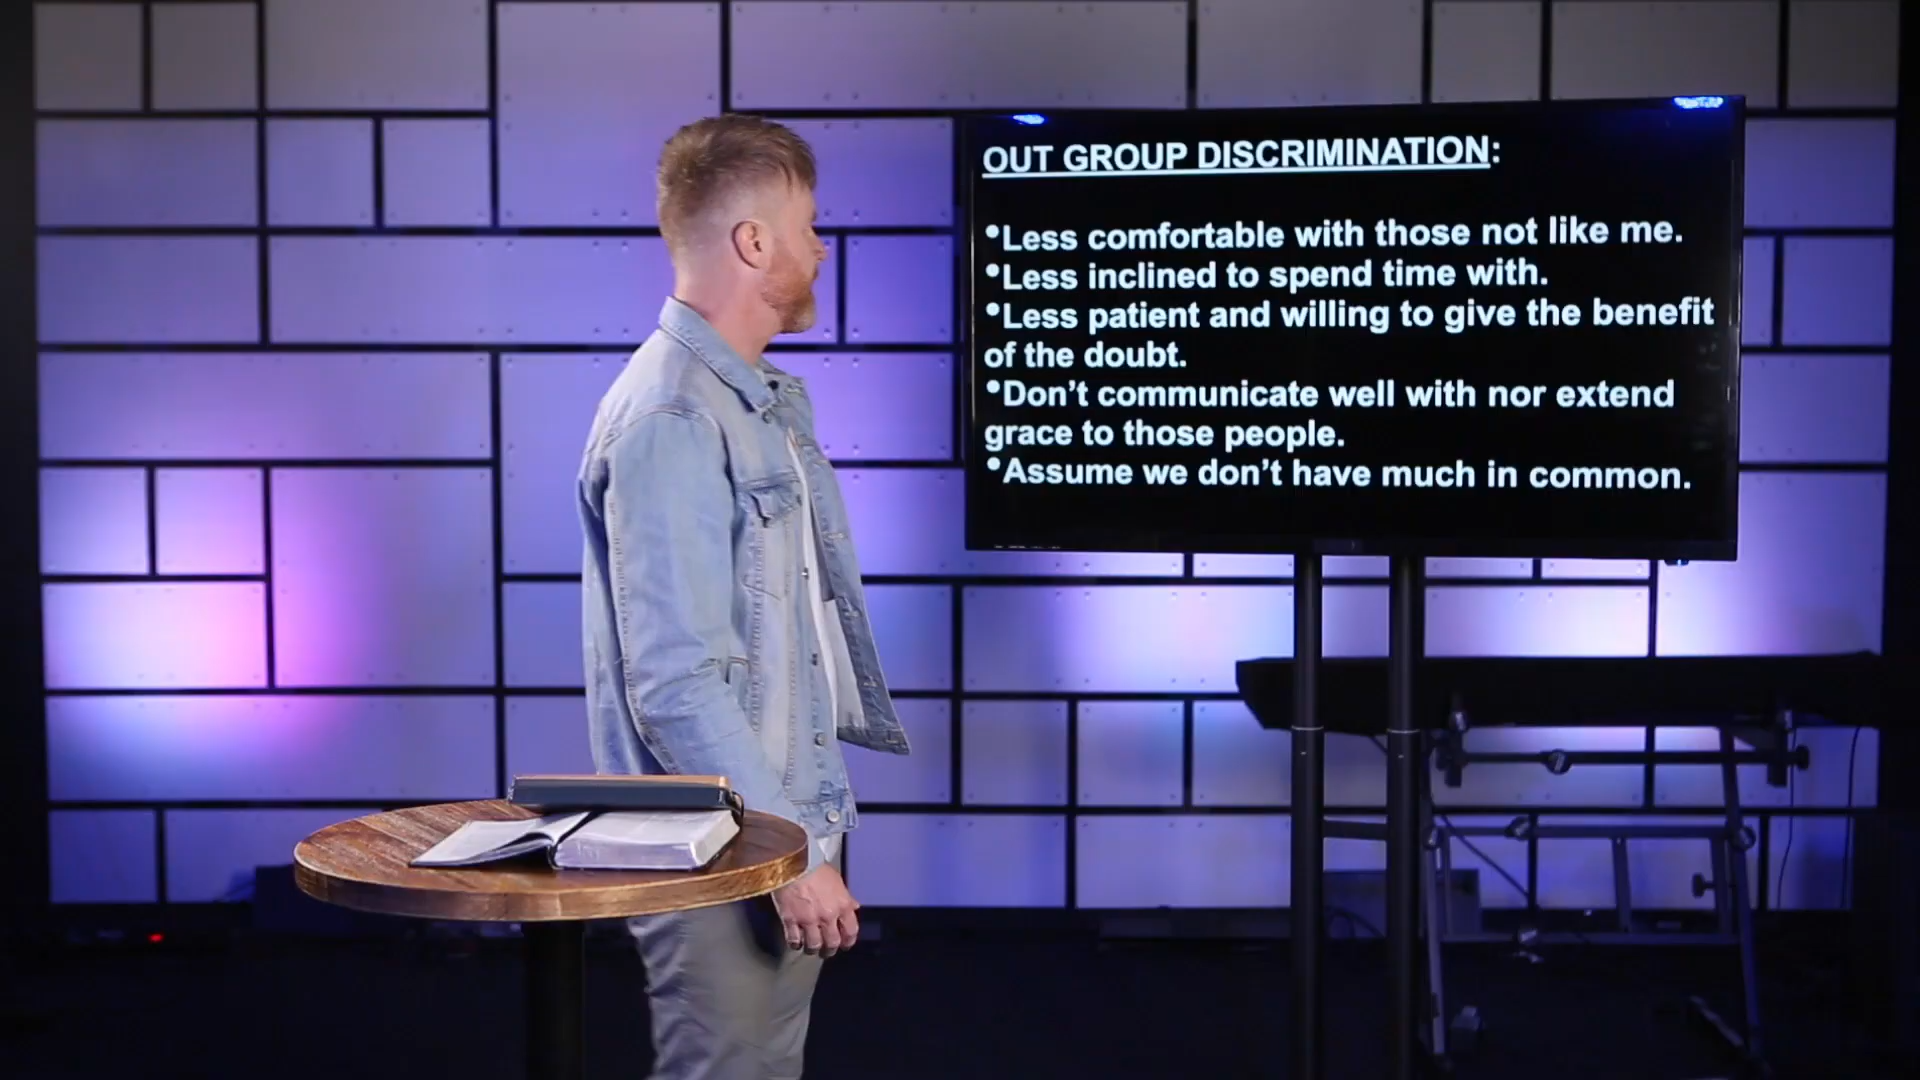 OUT GROUP DISCRIMINATION:
•Less comfortable with those not like me.
•Less inclined to spend time with.
•Less patient and willing to give the benefit
of the doubt.
•Don't communicate well with nor extend
grace to those people.
•Assume we don't have much in common.